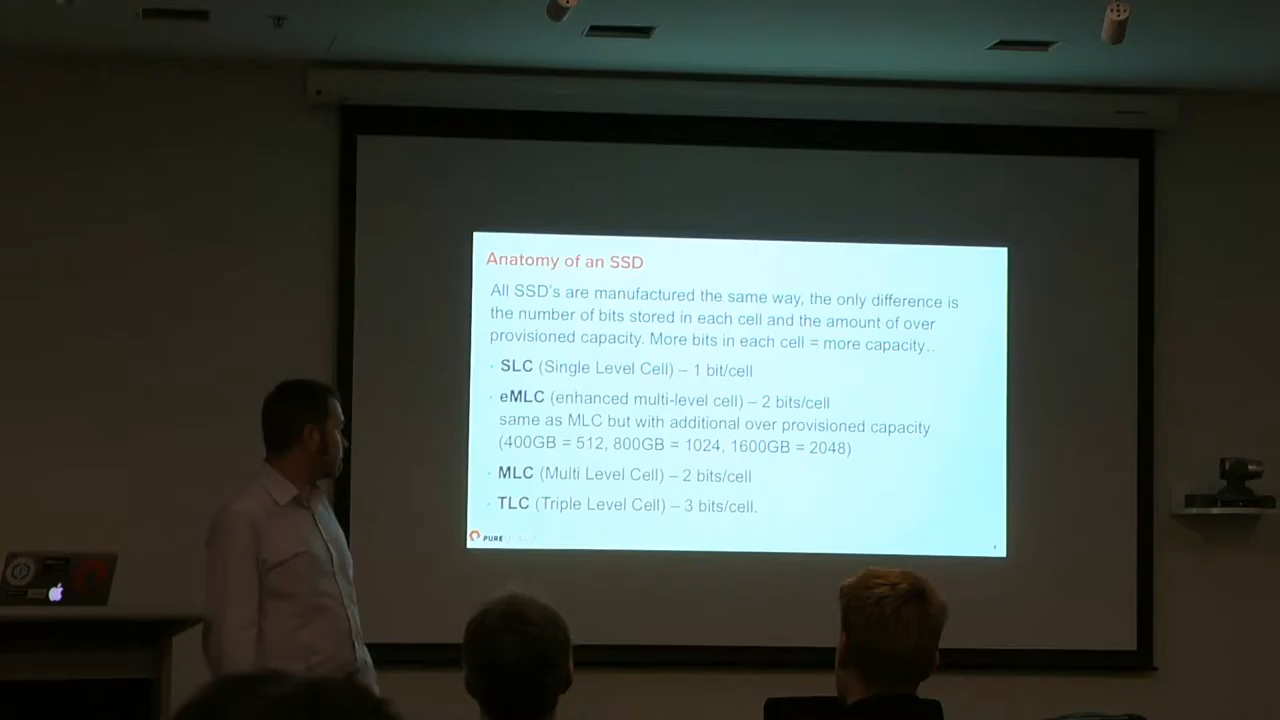 Anatomy of an SSD
All SSD's are manufactured the same way, the only difference is
the number of bits stored in each cell and the amount of over
provisioned capacity. More bits in each cell = more capacity…
SLC (Single Level Cell) – 1 bit/cell
eMLC (enhanced multi-level cell) – 2 bits/cell
same as MLC but with additional over provisioned capacity
(400GB = 512, 800GB = 1024, 1600GB = 2048)
MLC (Multi Level Cell) – 2 bits/cell
TLC (Triple Level Cell) – 3 bits/cell.
PURE